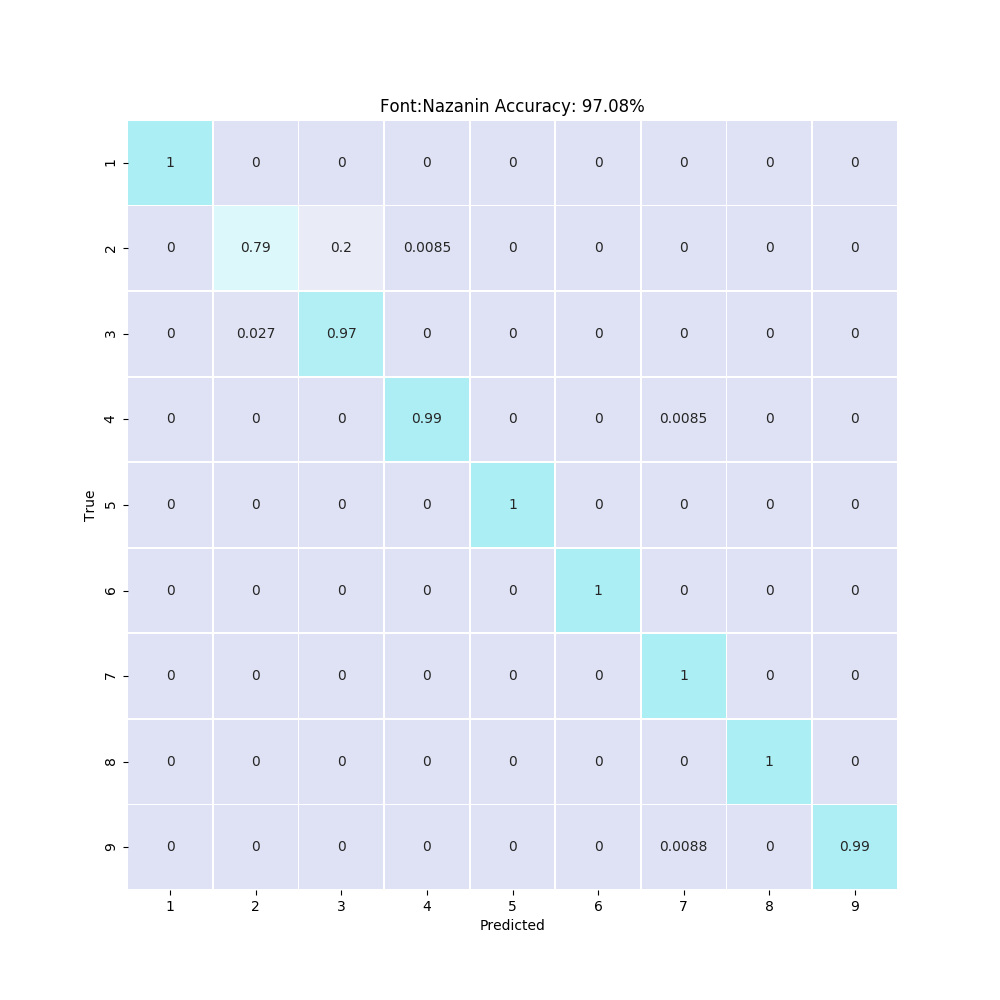 Font:Nazanin Accuracy: 97.08%
1 1 0 0 0 0 0 0 0 0
2 0 0.79 0.2 0.0085 0 0 0 0 0
3 0 0.027 0.97 0 0 0 0 0 0
4 0 0 0 0.99 0 0 0.0085 0 0
True
5 0 0 0 0 1 0 0 0 0
6 0 0 0 0 0 1 0 0 0
7 0 0 0 0 0 0 1 0 0
8 0 0 0 0 0 0 0 1 0
9 0 0 0 0 0 0 0.0088 0 0.99
1 2 3 4 5 6 7 8 9
Predicted